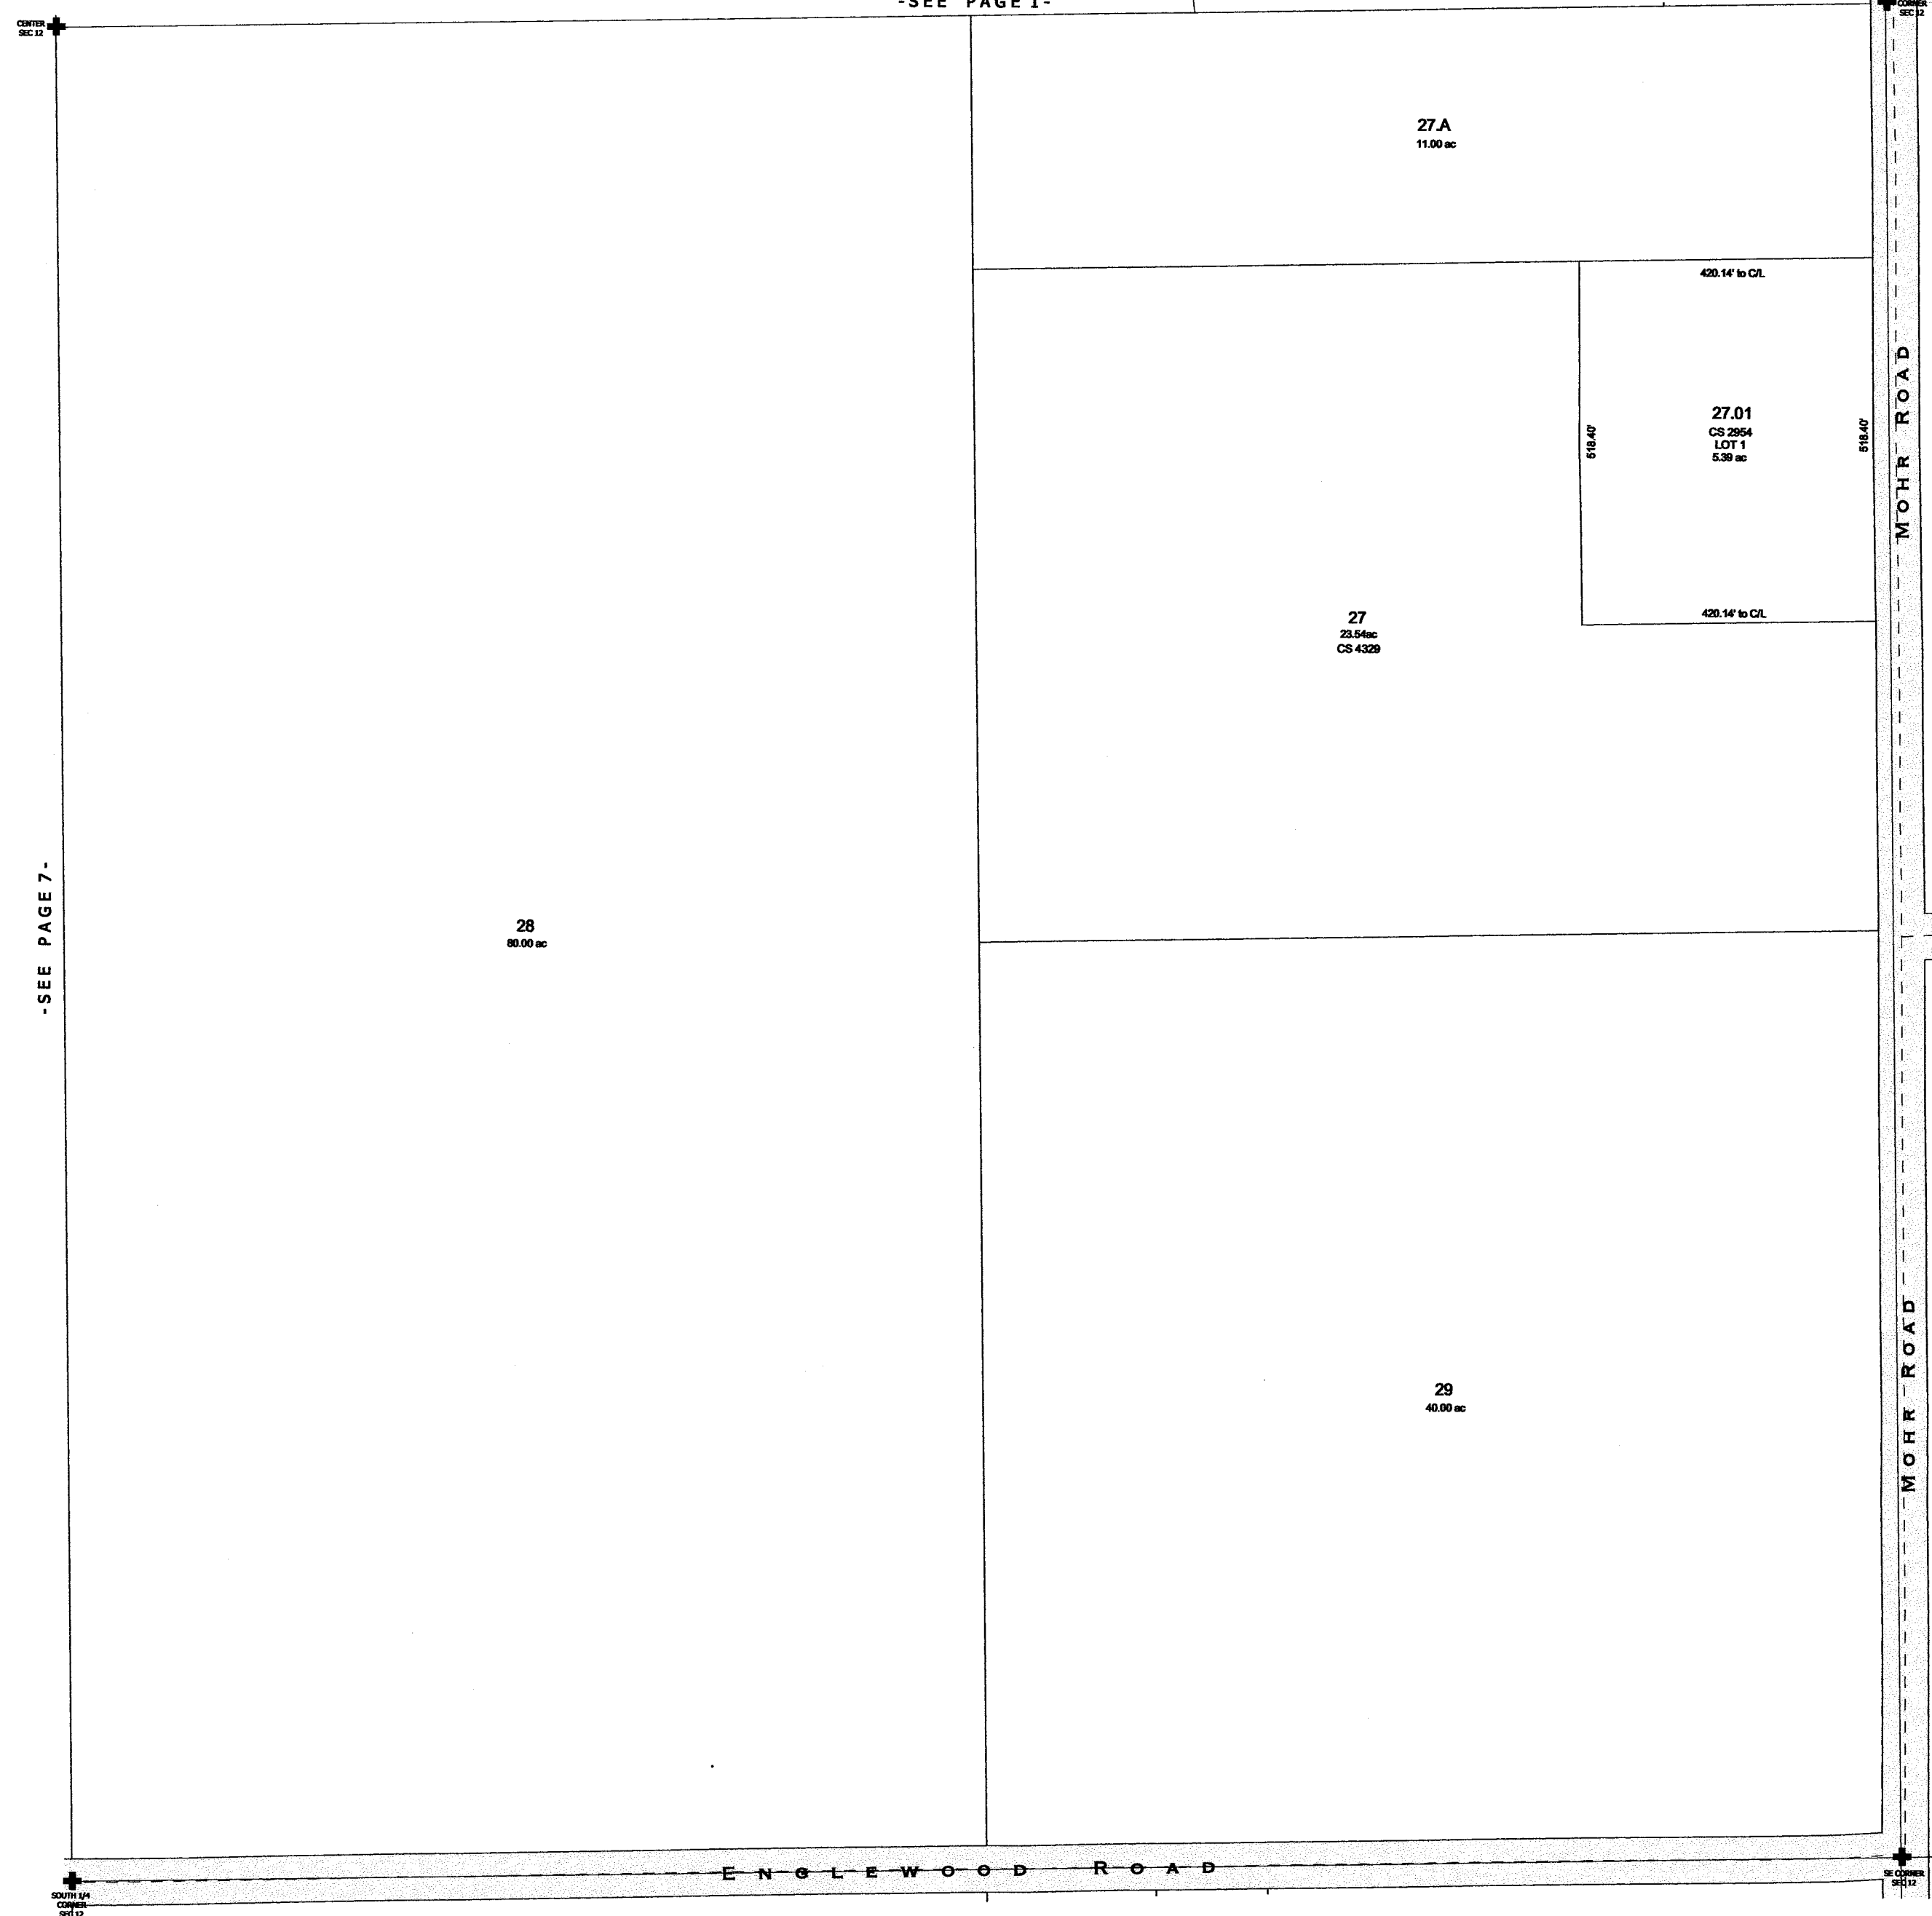 -SEE PAGE 1-
CENTER
SEC 12
CORNER
SEC 12
27.A
11.00 ac
420.14' to C/L
MOHR ROAD
27.01
CS 2954
LOT 1
5.39 ac
518.40'
518.40'
420.14' to C/L
27
23.54ac
CS 4329
-SEE PAGE 7-
28
80.00 ac
29
40.00 ac
MOHR ROAD
ENGLEWOOD ROAD
SOUTH 1/4
CORNER
SEC 12
SE CORNER
SEC 12